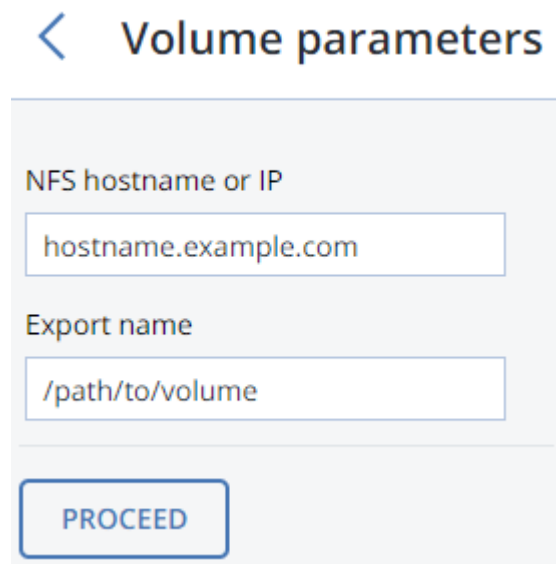 Volume parameters
NFS hostname or IP
hostname.example.com
Export name
/path/to/volume
PROCEED